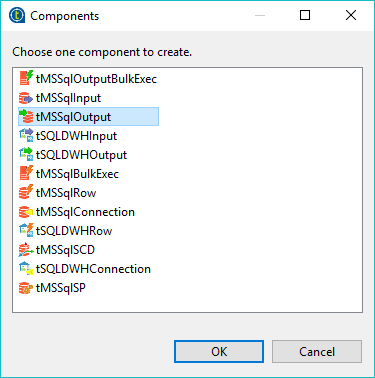 Components
Choose one component to create.
tMSSqlOutputBulkExec
tMSSqlInput
tMSSqlOutput
tSQLDWHInput
tSQLDWHOutput
tMSSqlBulkExec
tMSSqlRow
tMSSqlConnection
tSQLDWHRow
tMSSqlSCD
tSQLDWHConnection
tMSSqlSP
OK
Cancel